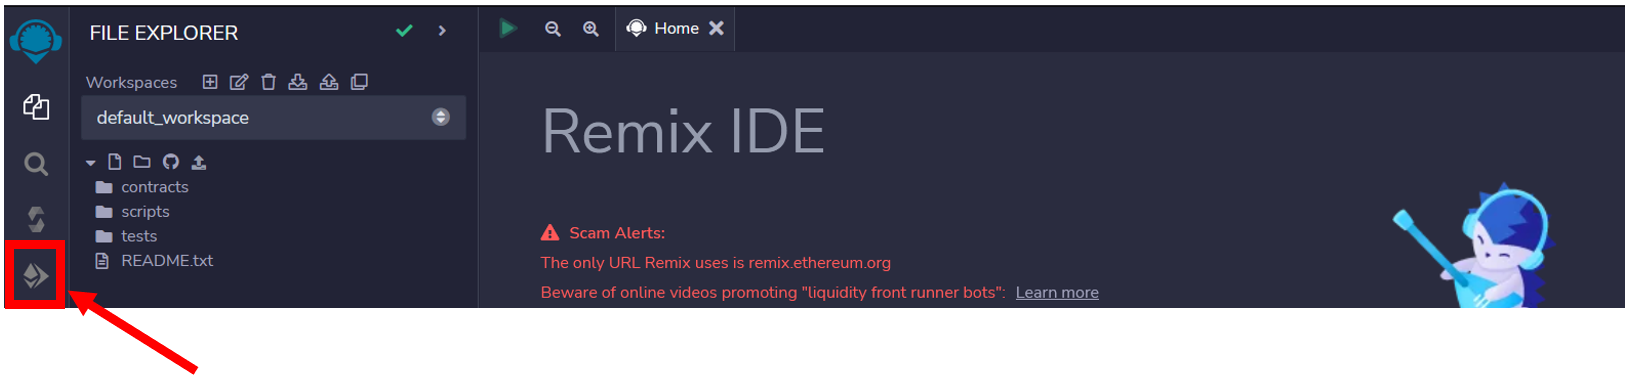 FILE EXPLORER
Home
Workspaces
default_workspace
contracts
scripts
tests
README.txt
Remix IDE
Scam Alerts:
The only URL Remix uses is remix.ethereum.org
Beware of online videos promoting "liquidity front runner bots": Learn more